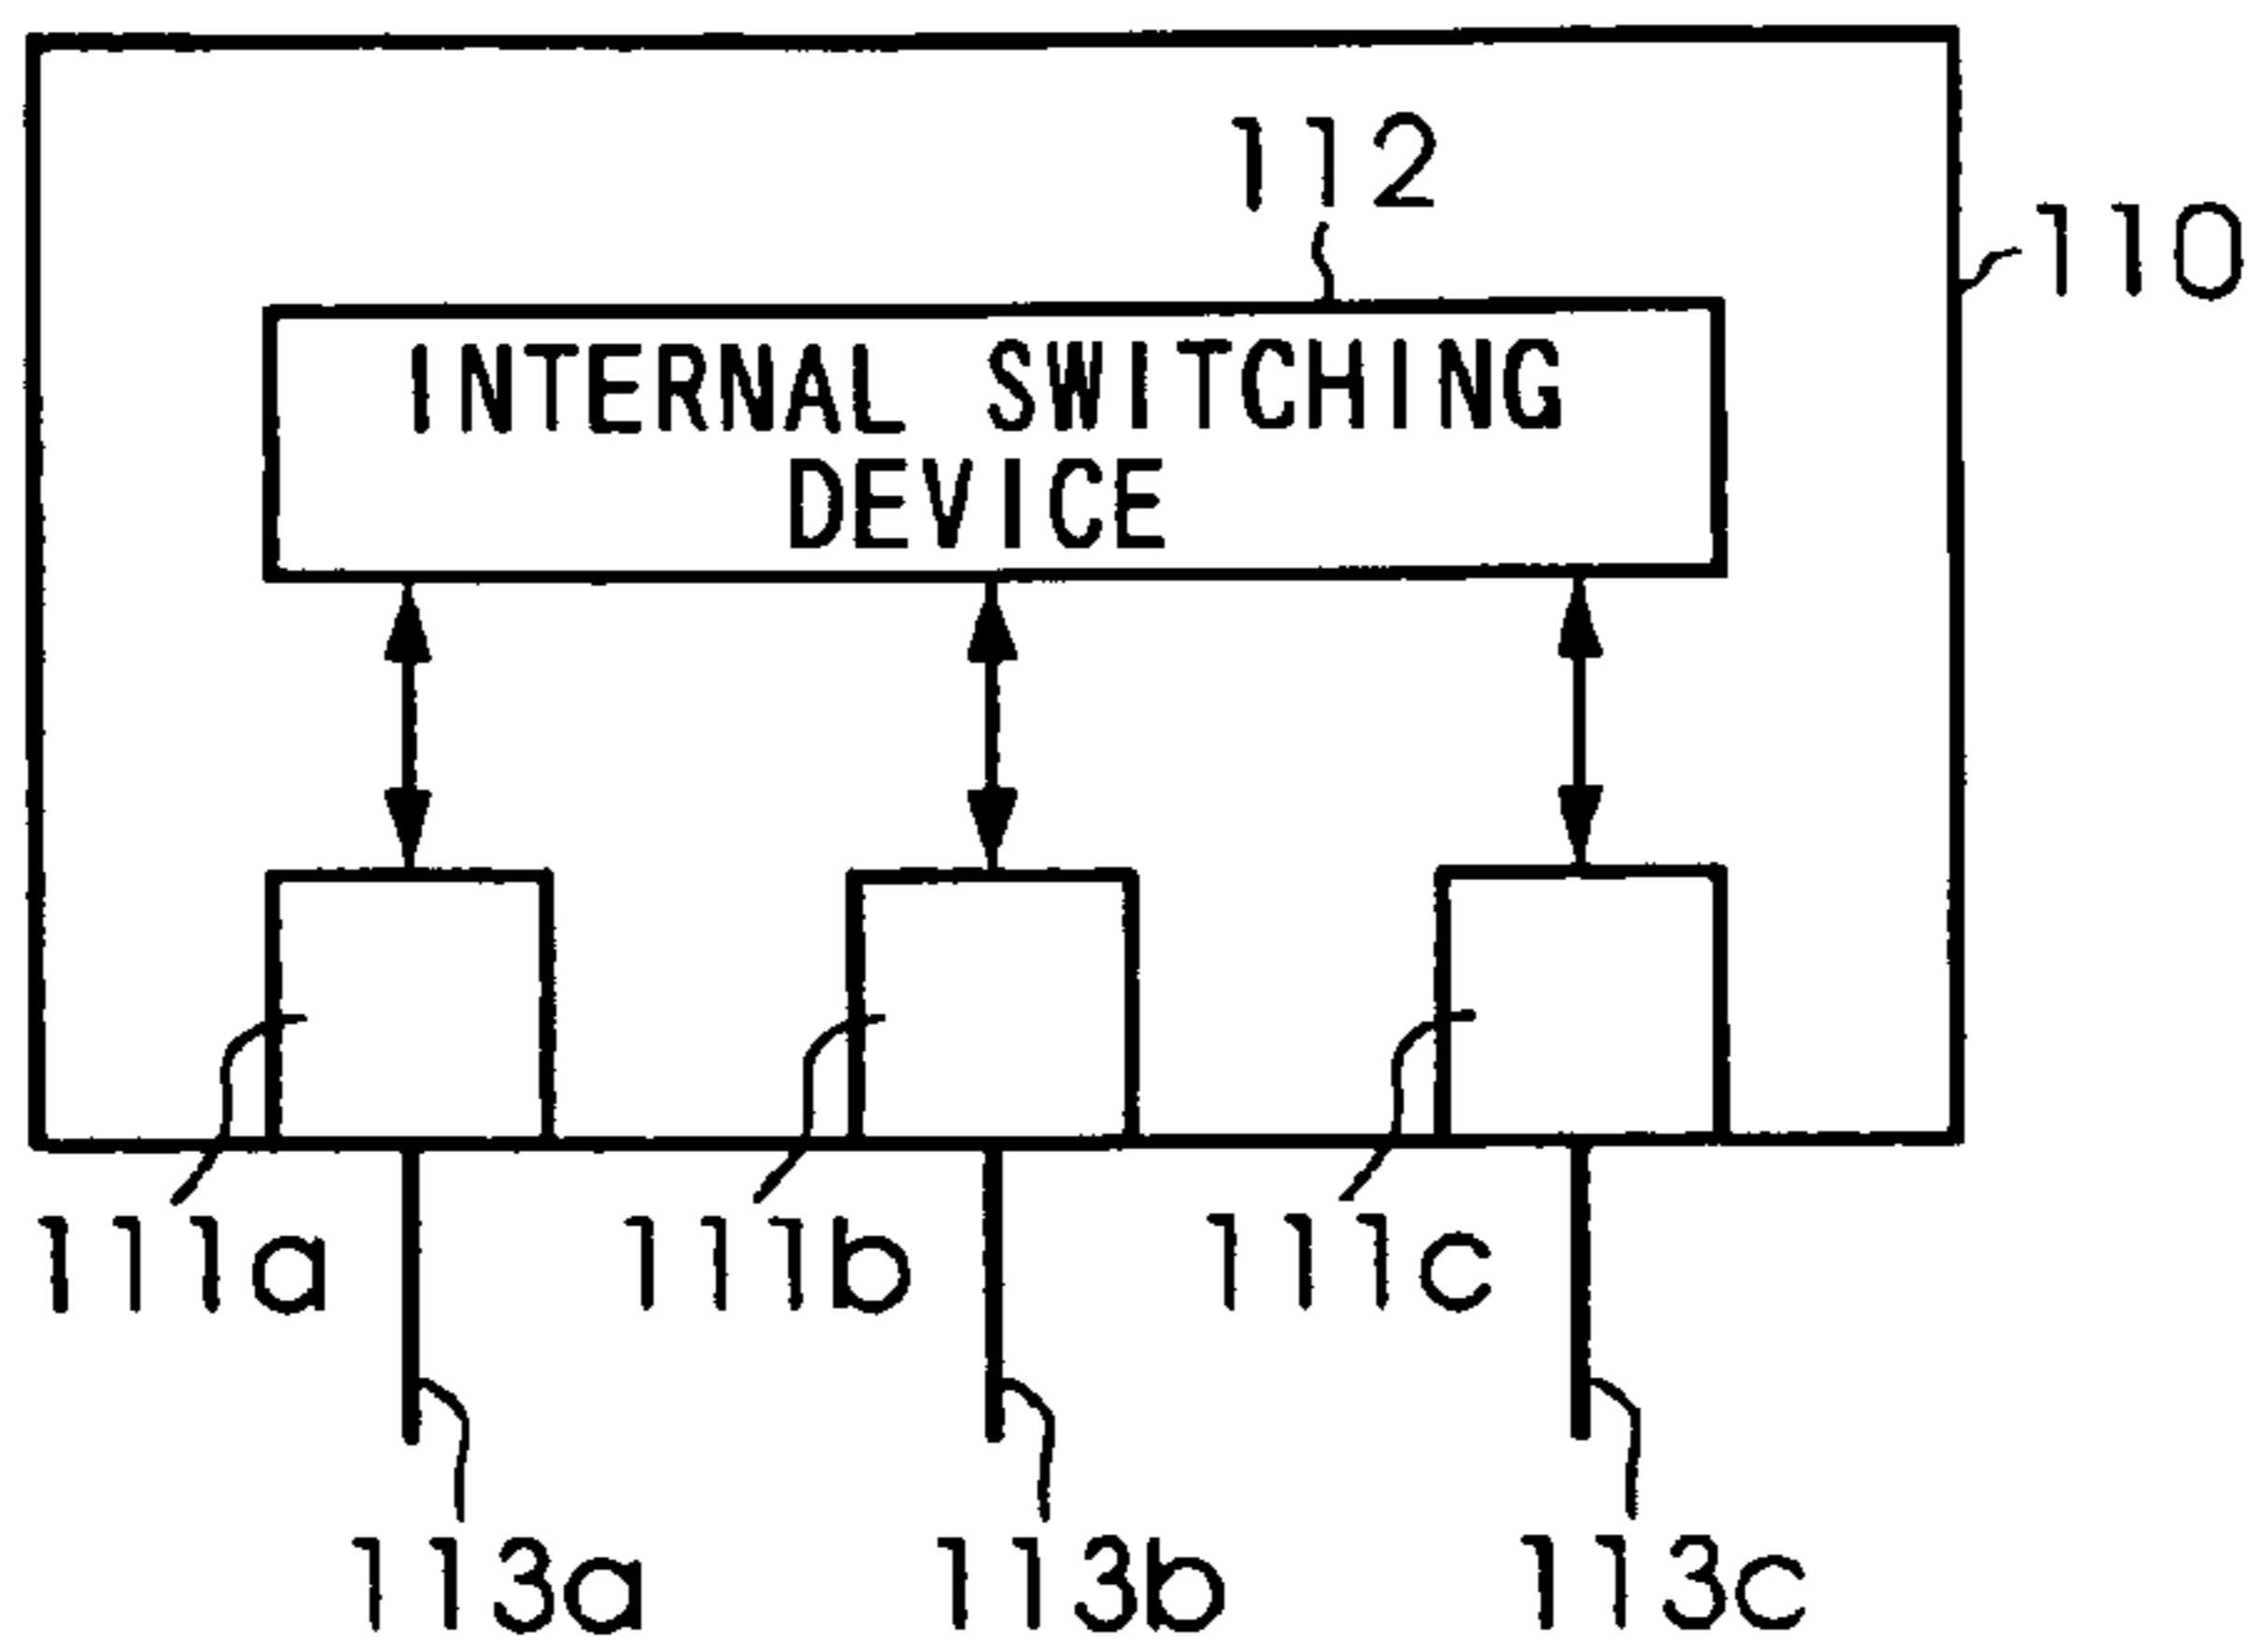 112
110
INTERNAL SWITCHING
DEVICE
111a 111b 111c
113a 113b 113c